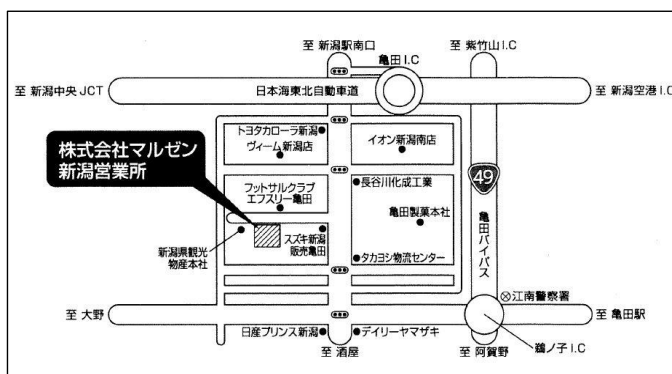 至 新潟駅南口
至 紫竹山I.C
亀田I.C
至 新潟中央JCT
日本海東北自動車道
至 新潟空港I.C
トヨタカローラ新潟
ヴィーム新潟店
イオン新潟南店
株式会社マルゼン
新潟営業所
フットサルクラブ
エフスリー亀田
長谷川化成工業
49
亀田製菓本社
亀田バイパス
新潟県観光
物産本社
スズキ新潟
販売亀田
タカヨシ物流センター
江南警察署
至 大野
至 亀田駅
日産プリンス新潟
デイリーヤマザキ
至 酒屋
至 阿賀野
鵜ノ子I.C